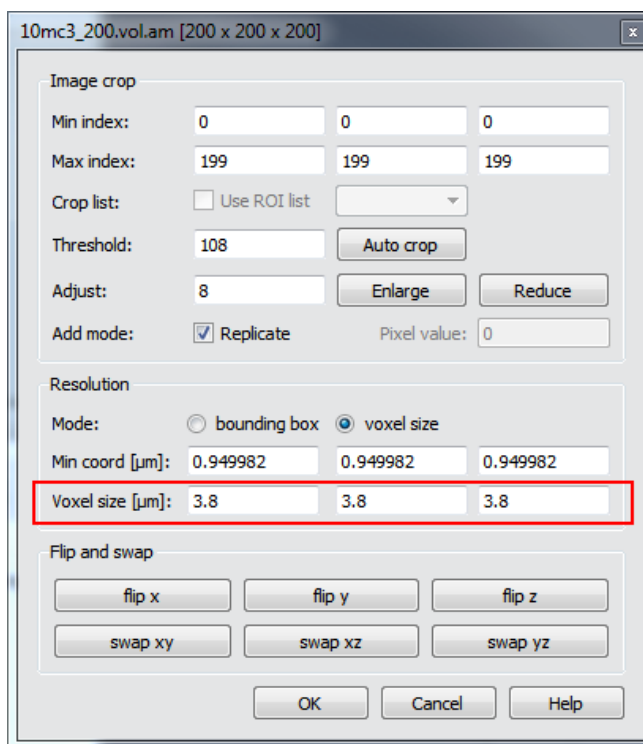 10mc3_200.vol.am [200 x 200 x 200]
x
Image crop
Min index: 0 0 0
Max index: 199 199 199
Crop list: Use ROI list
Threshold: 108 Auto crop
Adjust: 8 Enlarge Reduce
Add mode: Replicate Pixel value: 0
Resolution
Mode: bounding box voxel size
Min coord [µm]: 0.949982 0.949982 0.949982
Voxel size [µm]: 3.8 3.8 3.8
Flip and swap
flip x flip y flip z
swap xy swap xz swap yz
OK Cancel Help